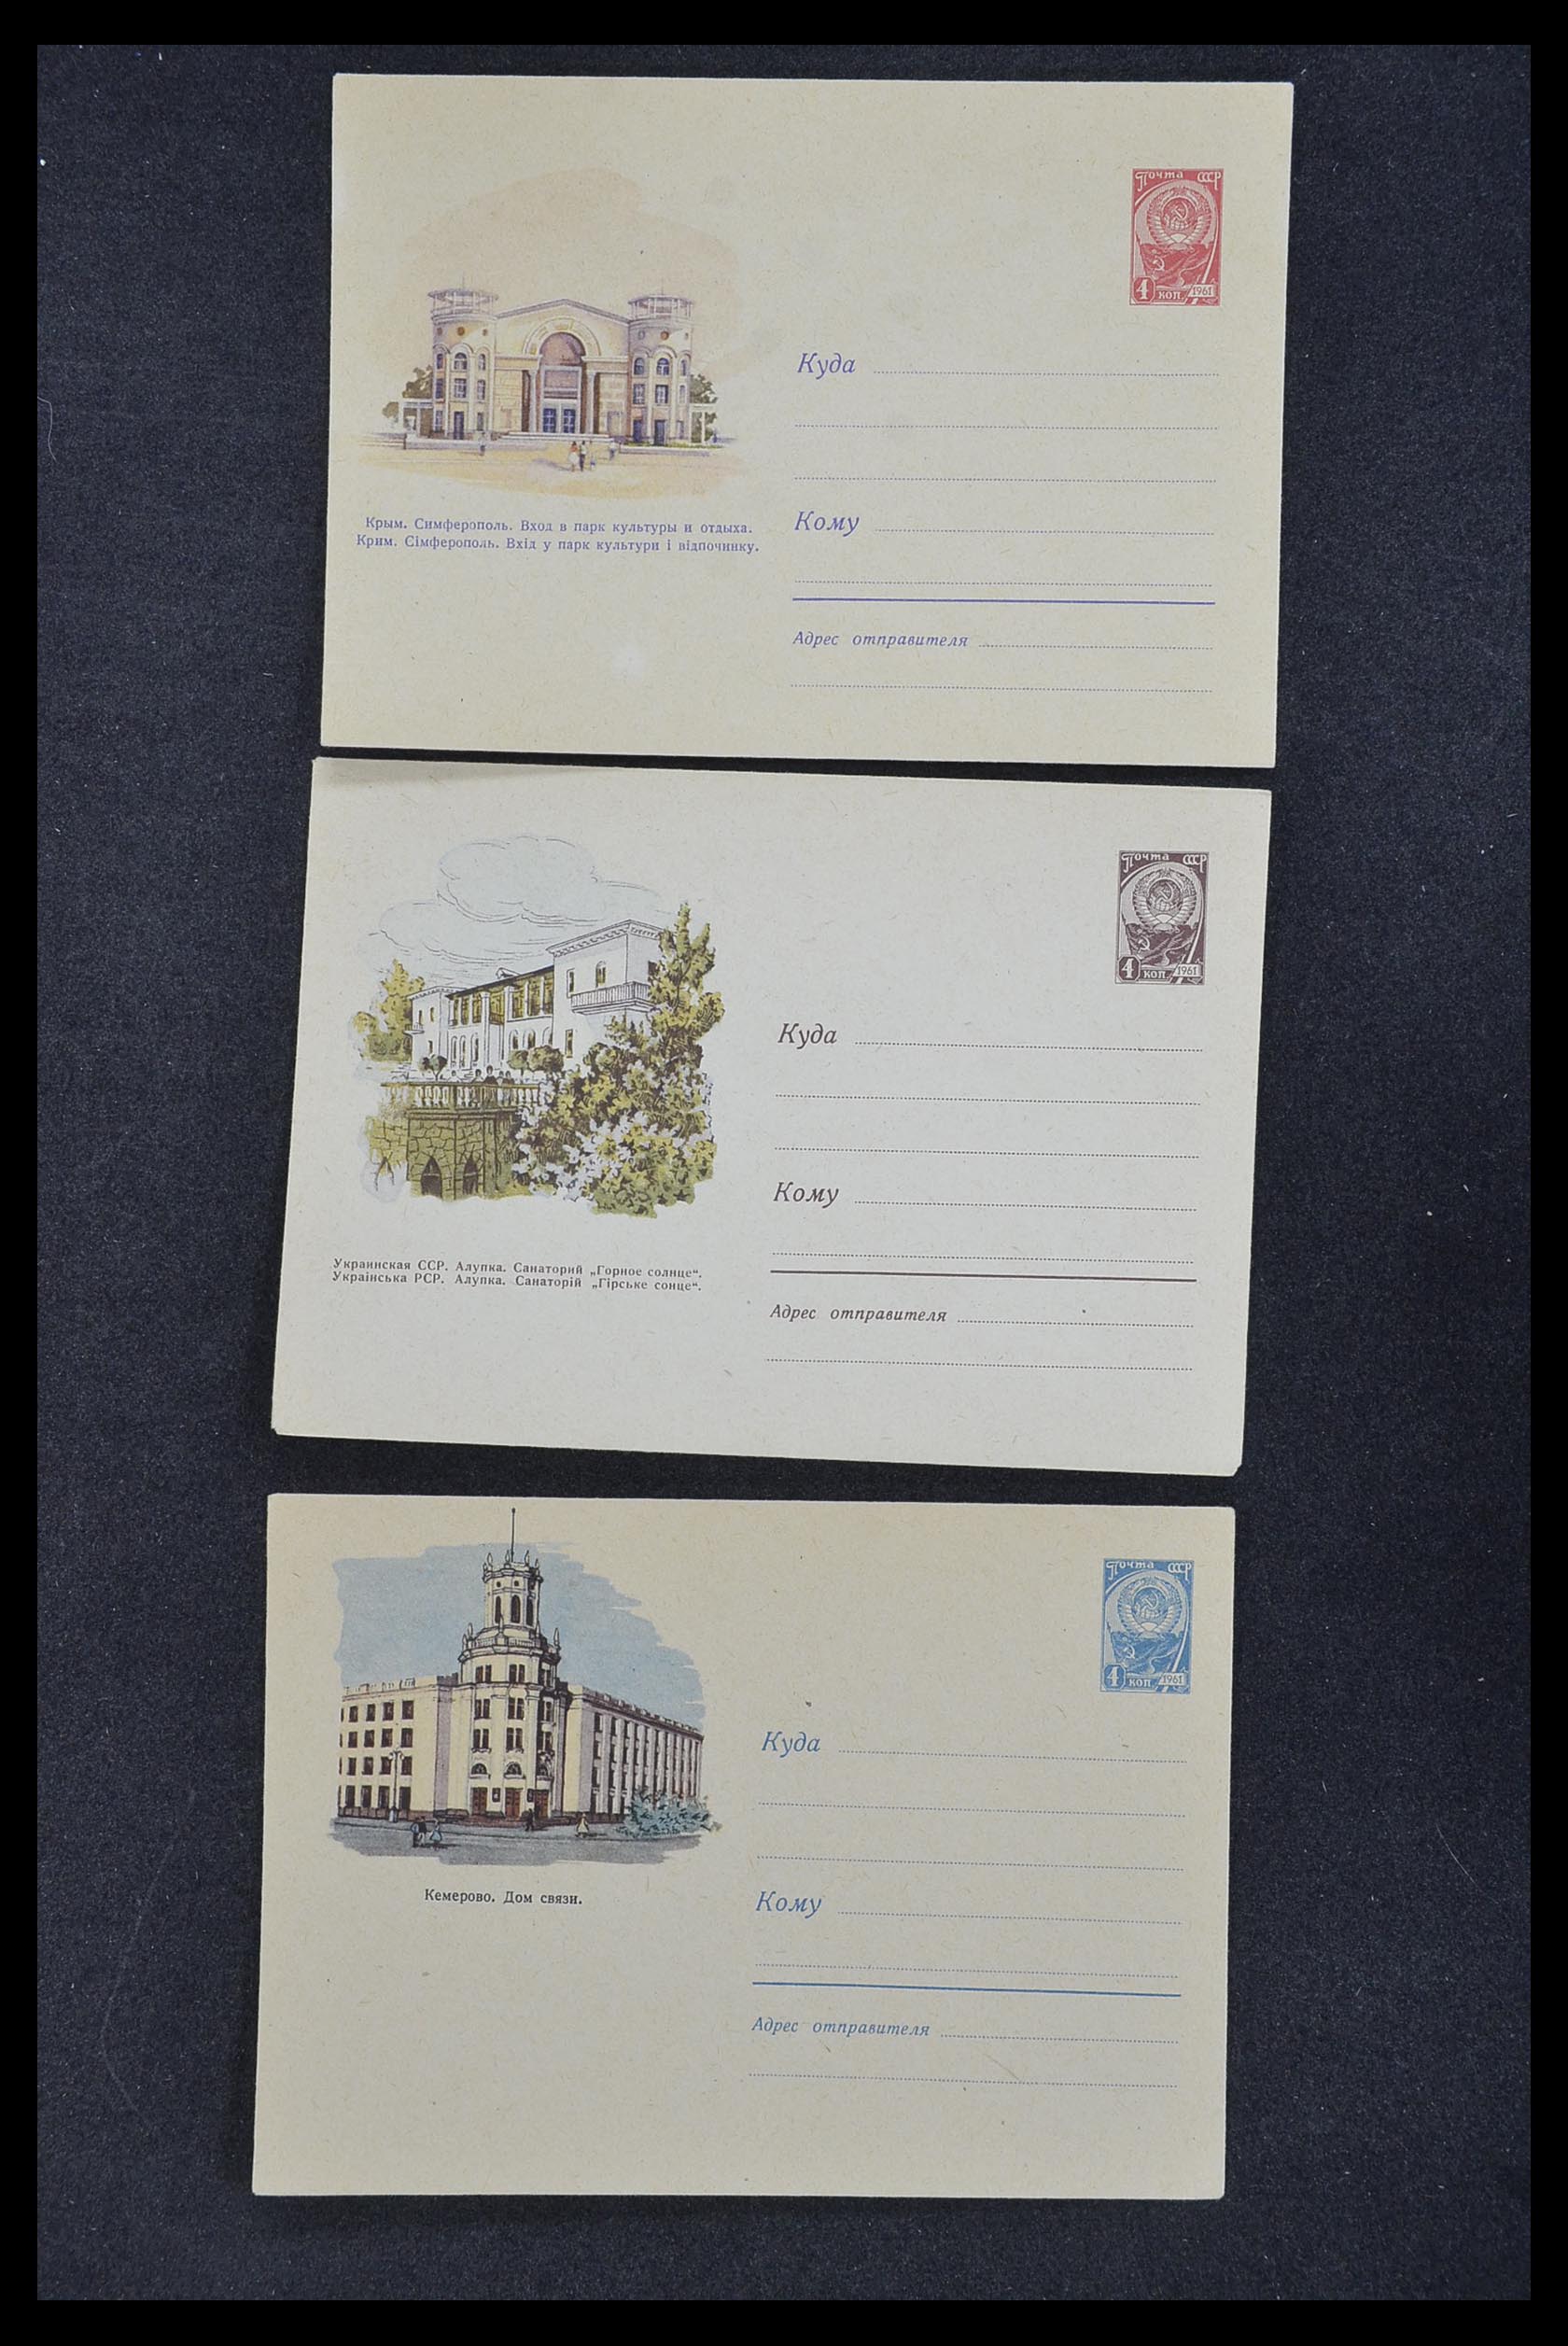 Почта СССР
4 коп. 1961
Куда
Крым. Симферополь. Вход в парк культуры и отдыха.
Крим. Сімферополь. Вхід у парк культури і відпочинку.
Кому
Адрес отправителя
Почта СССР
4 коп. 1961
Куда
Кому
Украинская ССР. Алупка. Санаторий „Горное солнце“.
Українська РСР. Алупка. Санаторій „Гірське сонце“.
Адрес отправителя
Почта СССР
4 коп. 1961
Куда
Кемерово. Дом связи.
Кому
Адрес отправителя